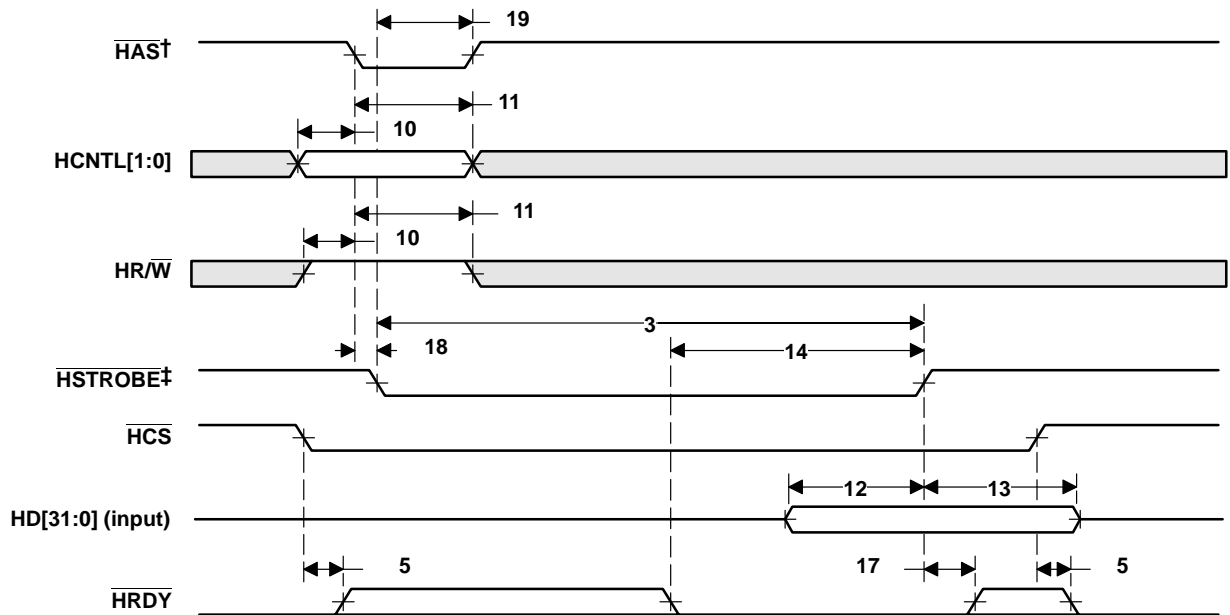 19
HAS†
11
10
HCNTL[1:0]
11
10
HR/W
3
18
14
HSTROBE‡
HCS
12
13
HD[31:0] (input)
5
17
5
HRDY